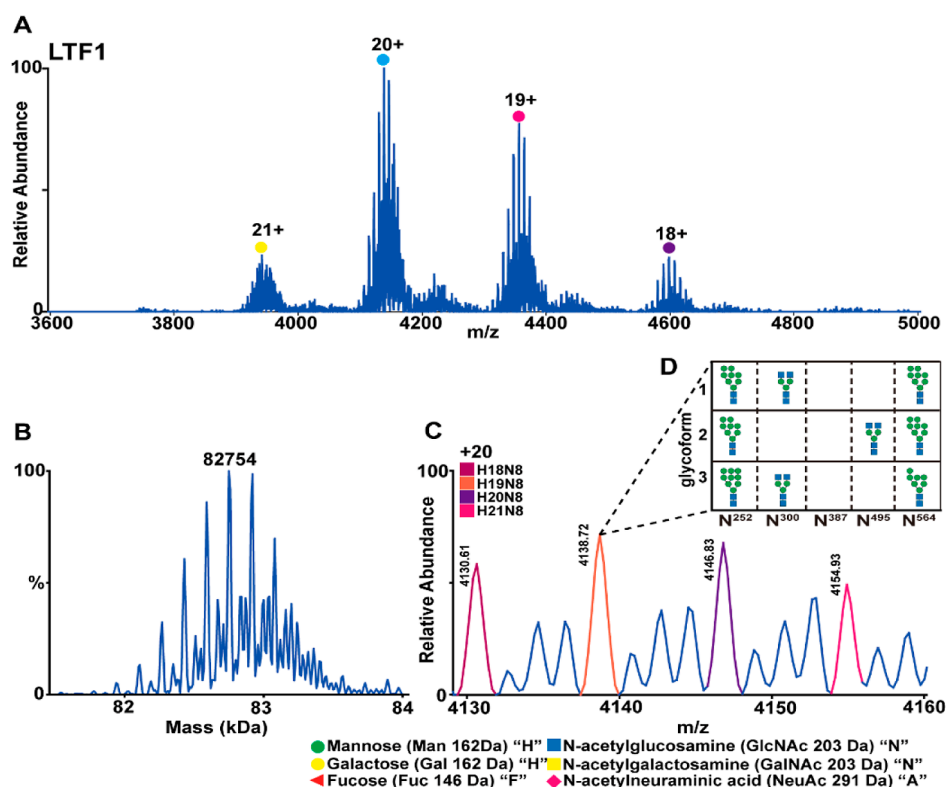 A
LTF1
100
Relative Abundance
0
21+
20+
19+
18+
3600 3800 4000 4200 4400 4600 4800 5000
m/z
B
100
%
0
82754
82 83 84
Mass (kDa)
C
+20
H18N8
H19N8
H20N8
H21N8
100
Relative Abundance
0
4130.61
4138.72
4146.83
4154.93
4130 4140 4150 4160
m/z
D
glycoform
1
2
3
N²⁵² N³⁰⁰ N³⁸⁷ N⁴⁹⁵ N⁵⁶⁴
Mannose (Man 162Da) “H”
N-acetylglucosamine (GlcNAc 203 Da) “N”
Galactose (Gal 162 Da) “H”
N-acetylgalactosamine (GalNAc 203 Da) “N”
Fucose (Fuc 146 Da) “F”
N-acetylneuraminic acid (NeuAc 291 Da) “A”